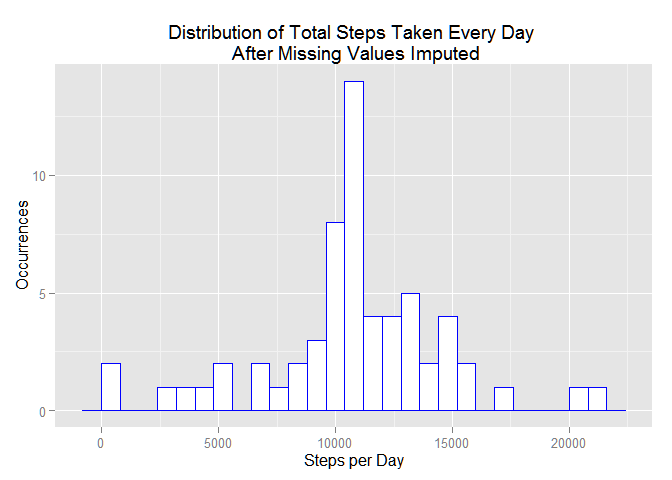 Distribution of Total Steps Taken Every Day
After Missing Values Imputed
Occurrences
10
5
0
0
5000
10000
15000
20000
Steps per Day